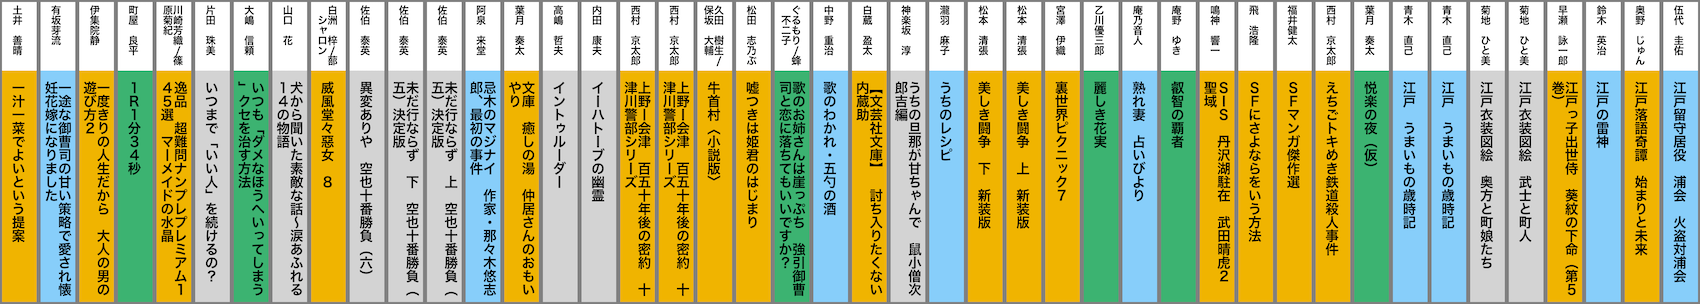 伍代 圭佑
江戸留守居役 浦会 火盗対浦会
奥野 じゅん
江戸落語奇譚 始まりと未来
鈴木 英治
江戸の雷神
早瀬 詠一郎
江戸っ子出世侍 葵紋の下命(第5
巻)
菊地 ひと美
江戸衣装図絵 武士と町人
菊地 ひと美
江戸衣装図絵 奥方と町娘たち
青木 直己
江戸 うまいもの歳時記
青木 直己
江戸 うまいもの歳時記
葉月 奏太
悦楽の夜(仮)
西村 京太郎
えちごトキめき鉄道殺人事件
福井健太
SFマンガ傑作選
飛 浩隆
SFにさよならをいう方法
鳴神 響一
SIS 丹沢湖駐在 武田晴虎2
聖域
庵野 ゆき
叡智の覇者
庵乃音人
熟れ妻 占いびより
乙川優三郎
麗しき花実
宮澤 伊織
裏世界ピクニック7
松本 清張
美しき闘争 上 新装版
松本 清張
美しき闘争 下 新装版
瀧羽 麻子
うちのレシピ
神楽坂 淳
うちの旦那が甘ちゃんで 鼠小僧次
郎吉編
白蔵 盈太
【文芸社文庫】 討ち入りたくない
内蔵助
中野 重治
歌のわかれ・五勺の酒
ぐるもり/蜂
不二子
歌のお姉さんは崖っぷち 強引御曹
司と恋に落ちてもいいですか?
松田 志乃ぶ
嘘つきは姫君のはじまり
久田 樹生/
保坂 大輔
牛首村〈小説版〉
西村 京太郎
上野―会津 百五十年後の密約 十
津川警部シリーズ
西村 京太郎
上野―会津 百五十年後の密約 十
津川警部シリーズ
内田 康夫
イーハトーブの幽霊
高嶋 哲夫
イントゥルーダー
葉月 奏太
文庫 癒しの湯 仲居さんのおもい
やり
阿泉 来堂
忌木のマジナイ 作家・那々木悠志
郎、最初の事件
佐伯 泰英
未だ行ならず 上 空也十番勝負(
五)決定版
佐伯 泰英
未だ行ならず 下 空也十番勝負(
五)決定版
佐伯 泰英
異変ありや 空也十番勝負(六)
白洲 梓/部
シャロン
威風堂々惡女 8
山口 花
犬から聞いた素敵な話~涙あふれる
14の物語
大嶋 信頼
いつも「ダメなほうへいってしまう
」クセを治す方法
片田 珠美
いつまで「いい人」を続けるの?
川崎芳織/篠
原菊紀
逸品 超難問ナンプレプレミアム1
45選 マーメイドの水晶
町屋 良平
1R1分34秒
伊集院静
一度ぎりの人生だから 大人の男の
遊び方2
有坂芽流
一途な御曹司の甘い策略で愛され懐
妊花嫁になりました
土井 善晴
一汁一菜でよいという提案